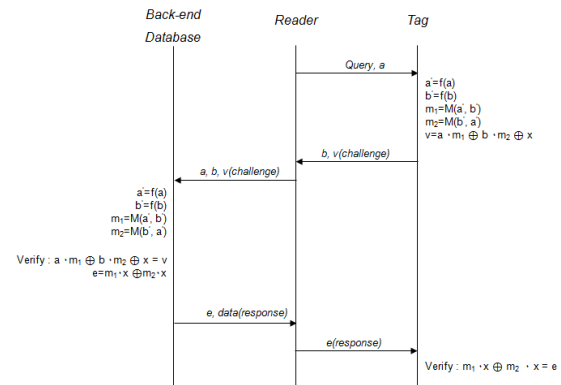 Back-end
Database
Reader
Tag
Query, a
a'=f(a)
b'=f(b)
m₁=M(a', b')
m₂=M(b', a')
v=a ·m₁ ⊕ b ·m₂ ⊕ x
b, v(challenge)
a, b, v(challenge)
a'=f(a)
b'=f(b)
m₁=M(a', b')
m₂=M(b', a')
Verify : a ·m₁ ⊕ b ·m₂ ⊕ x = v
e=m₁·x ⊕m₂·x
e, data(response)
e(response)
Verify : m₁ ·x ⊕ m₂ · x = e